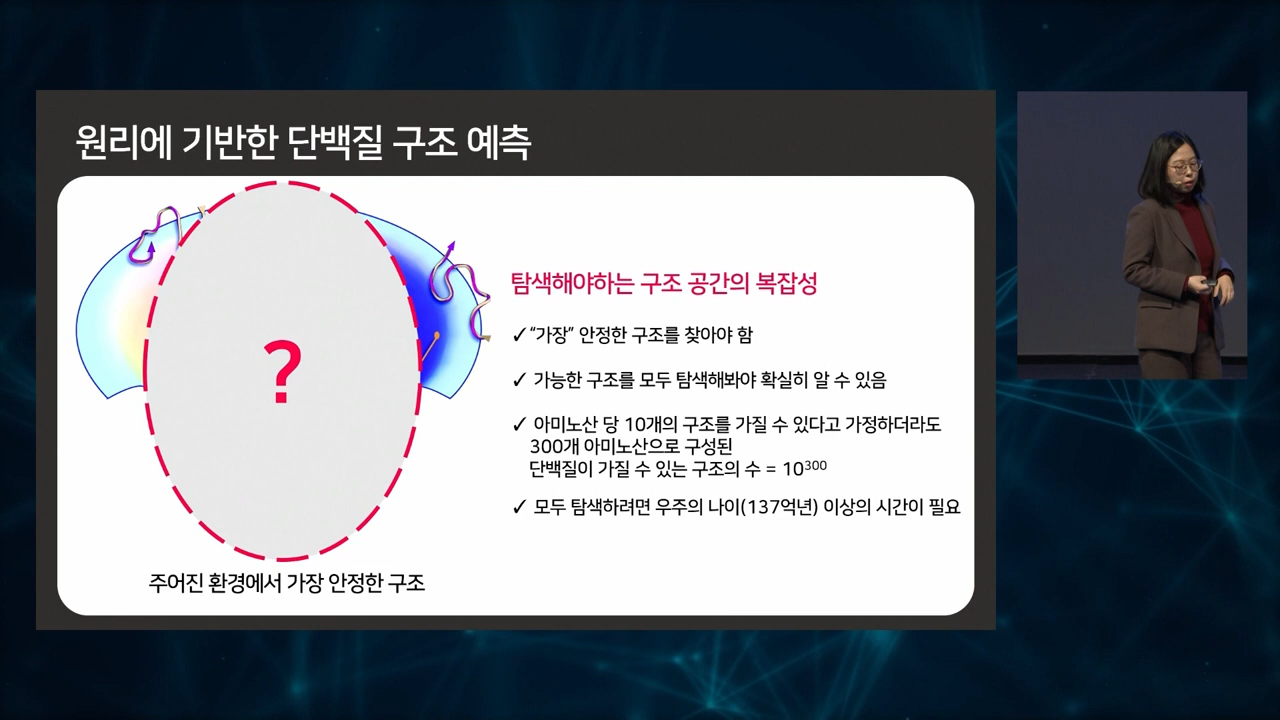 원리에 기반한 단백질 구조 예측
?
주어진 환경에서 가장 안정한 구조
탐색해야하는 구조 공간의 복잡성
✓ “가장” 안정한 구조를 찾아야 함
✓ 가능한 구조를 모두 탐색해봐야 확실히 알 수 있음
✓ 아미노산 당 10개의 구조를 가질 수 있다고 가정하더라도
300개 아미노산으로 구성된
단백질이 가질 수 있는 구조의 수 = 10³⁰⁰
✓ 모두 탐색하려면 우주의 나이(137억년) 이상의 시간이 필요